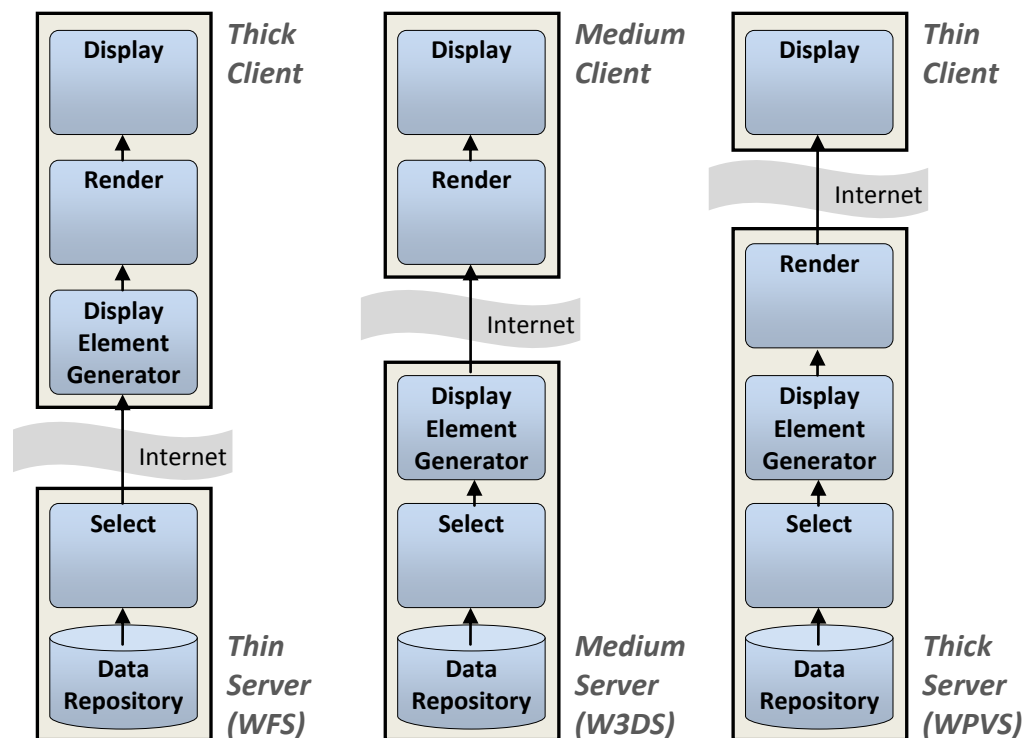 Display
Thick
Client
Render
Display
Element
Generator
Internet
Select
Data
Repository
Thin
Server
(WFS)
Display
Medium
Client
Render
Internet
Display
Element
Generator
Select
Data
Repository
Medium
Server
(W3DS)
Display
Thin
Client
Internet
Render
Display
Element
Generator
Select
Data
Repository
Thick
Server
(WPVS)